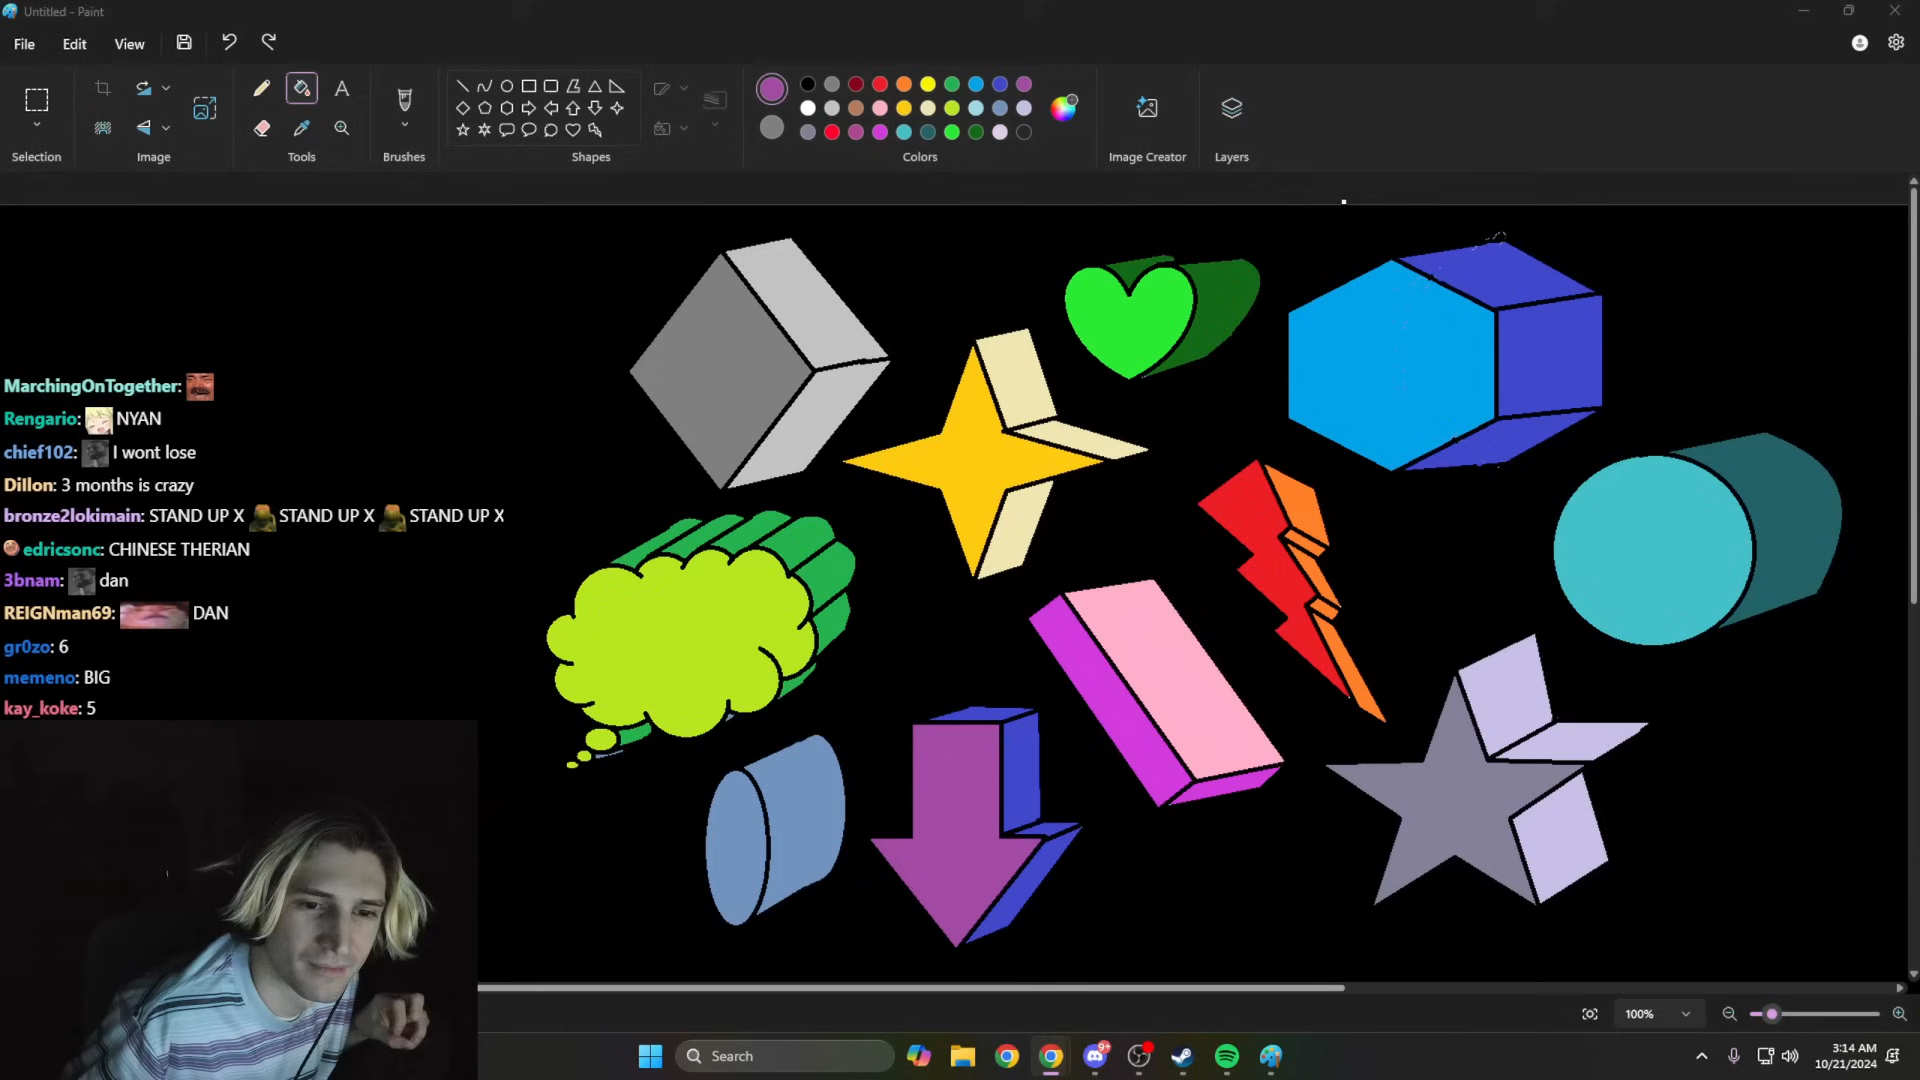 Untitled - Paint
File Edit View
Selection Image Tools Brushes Shapes Colors Image Creator Layers
MarchingOnTogether:
Rengario: NYAN
chief102: I wont lose
Dillon: 3 months is crazy
bronze2lokimain: STAND UP X STAND UP X STAND UP X
edricsonc: CHINESE THERIAN
3bnam: dan
REIGNman69: DAN
gr0zo: 6
memeno: BIG
kay_koke: 5
100%
Search
9+
3:14 AM
10/21/2024